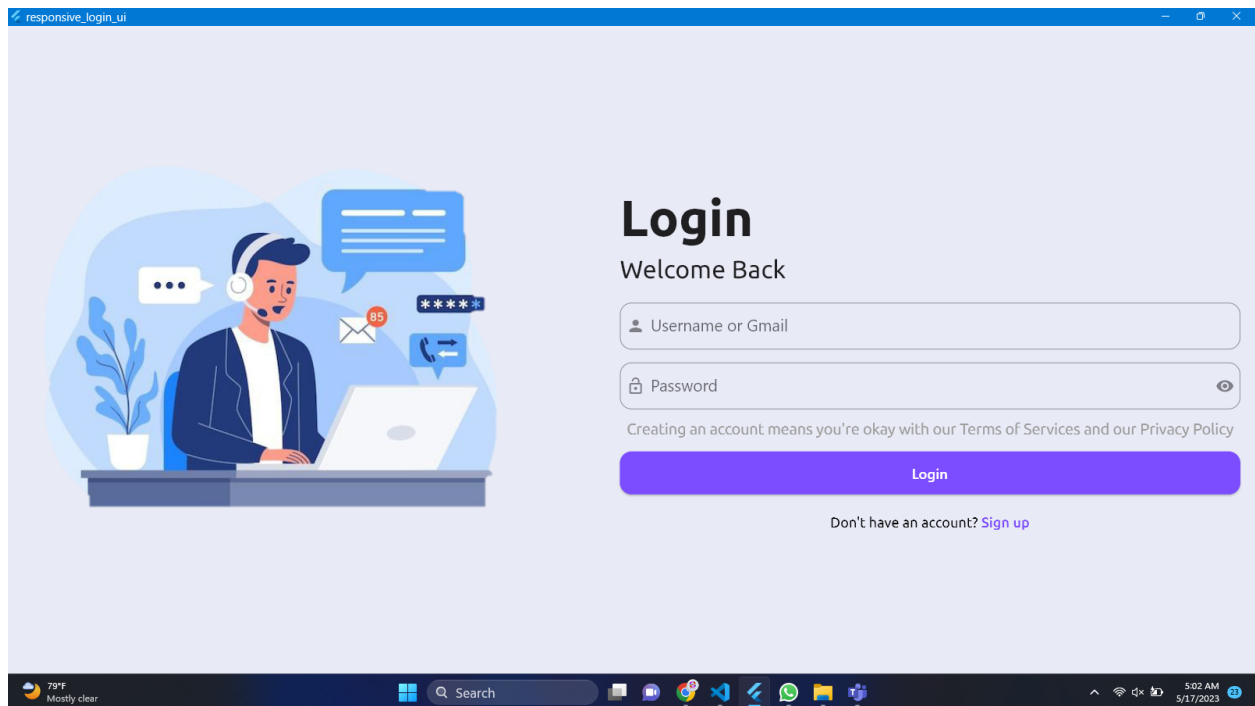 responsive_login_ui
85
*****
Login
Welcome Back
Username or Gmail
Password
Creating an account means you're okay with our Terms of Services and our Privacy Policy
Login
Don't have an account? Sign up
79°F
Mostly clear
Search
5:02 AM
5/17/2023
23